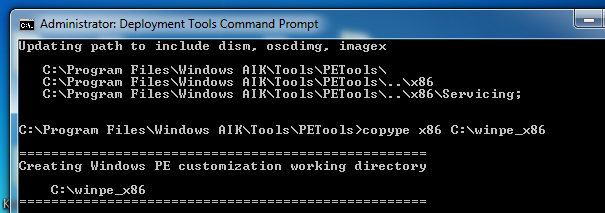 Administrator: Deployment Tools Command Prompt
Updating path to include dism, oscdimg, imagex
C:\Program Files\Windows AIK\Tools\PETools\
C:\Program Files\Windows AIK\Tools\PETools\..\x86
C:\Program Files\Windows AIK\Tools\PETools\..\x86\Servicing;
C:\Program Files\Windows AIK\Tools\PETools>copype x86 C:\winpe_x86
===================================================
Creating Windows PE customization working directory
C:\winpe_x86
===================================================
K